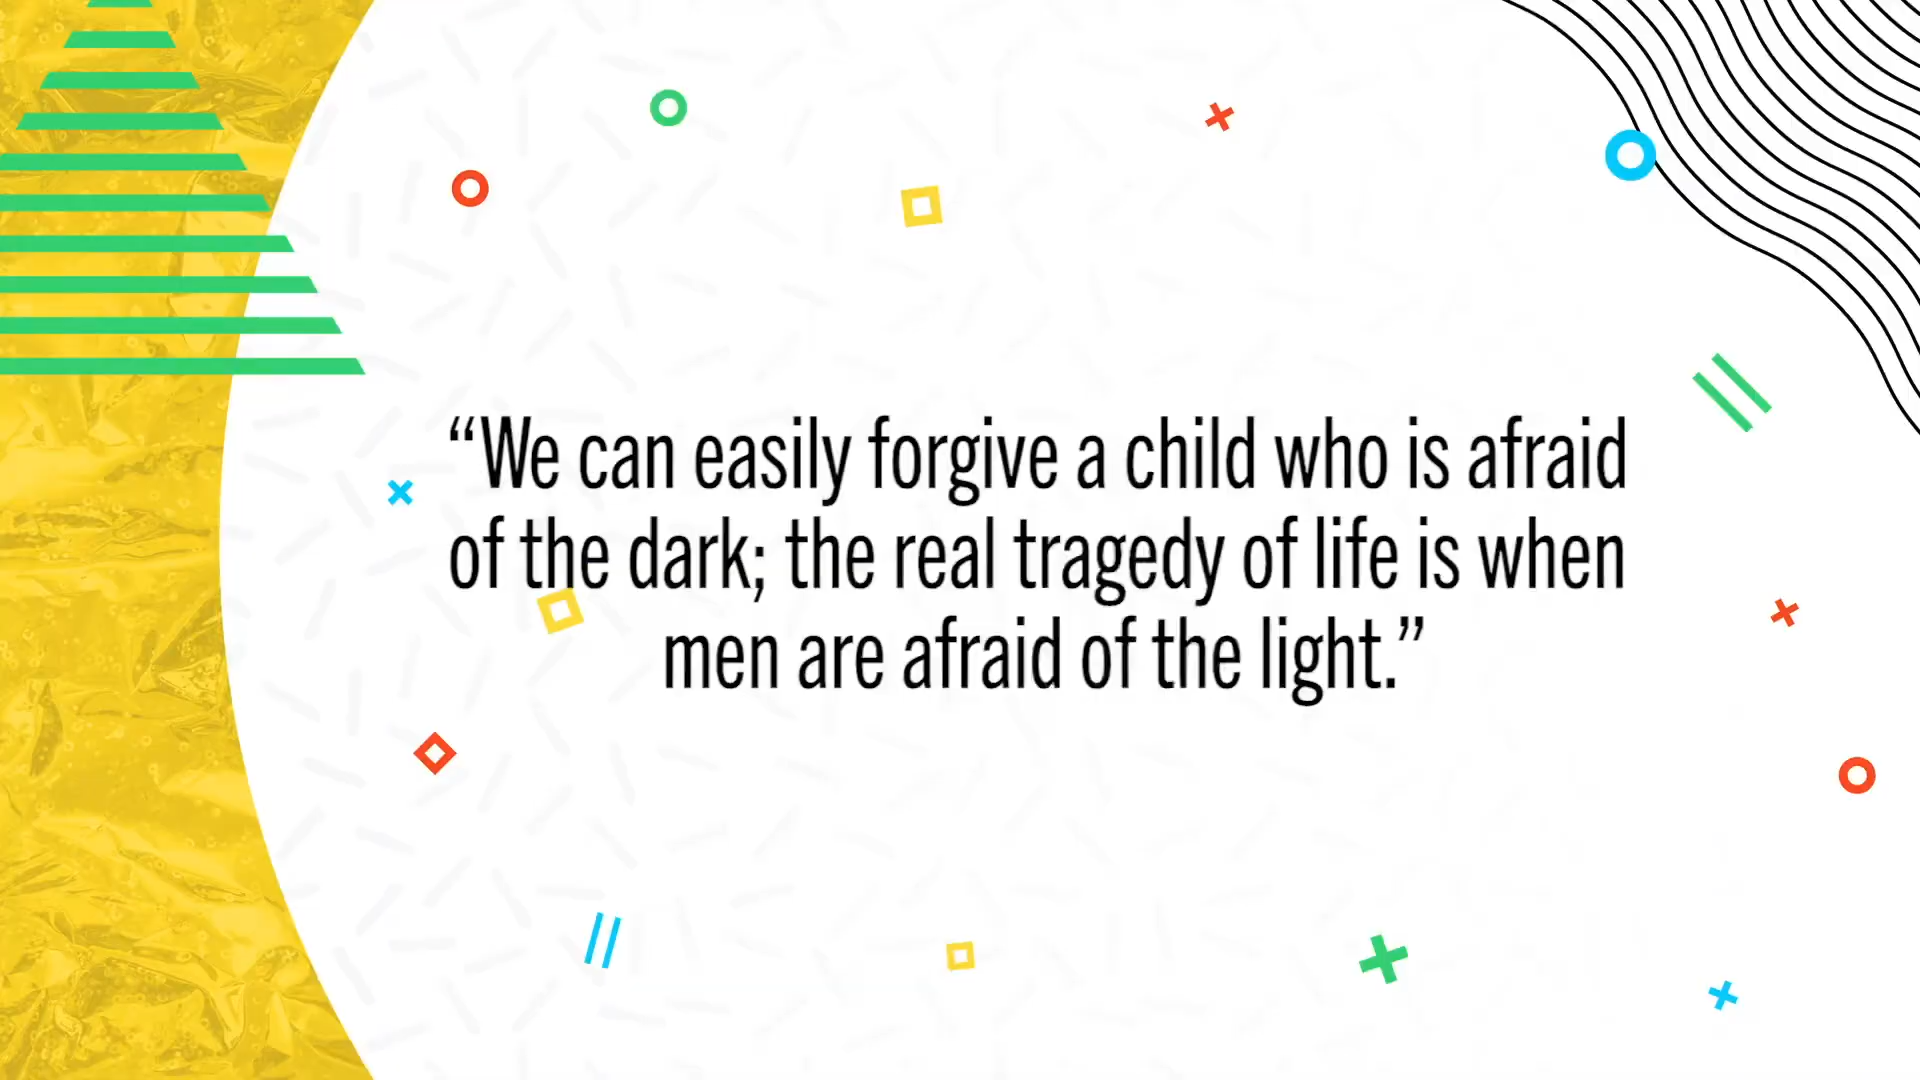 “We can easily forgive a child who is afraid
of the dark; the real tragedy of life is when
men are afraid of the light.”